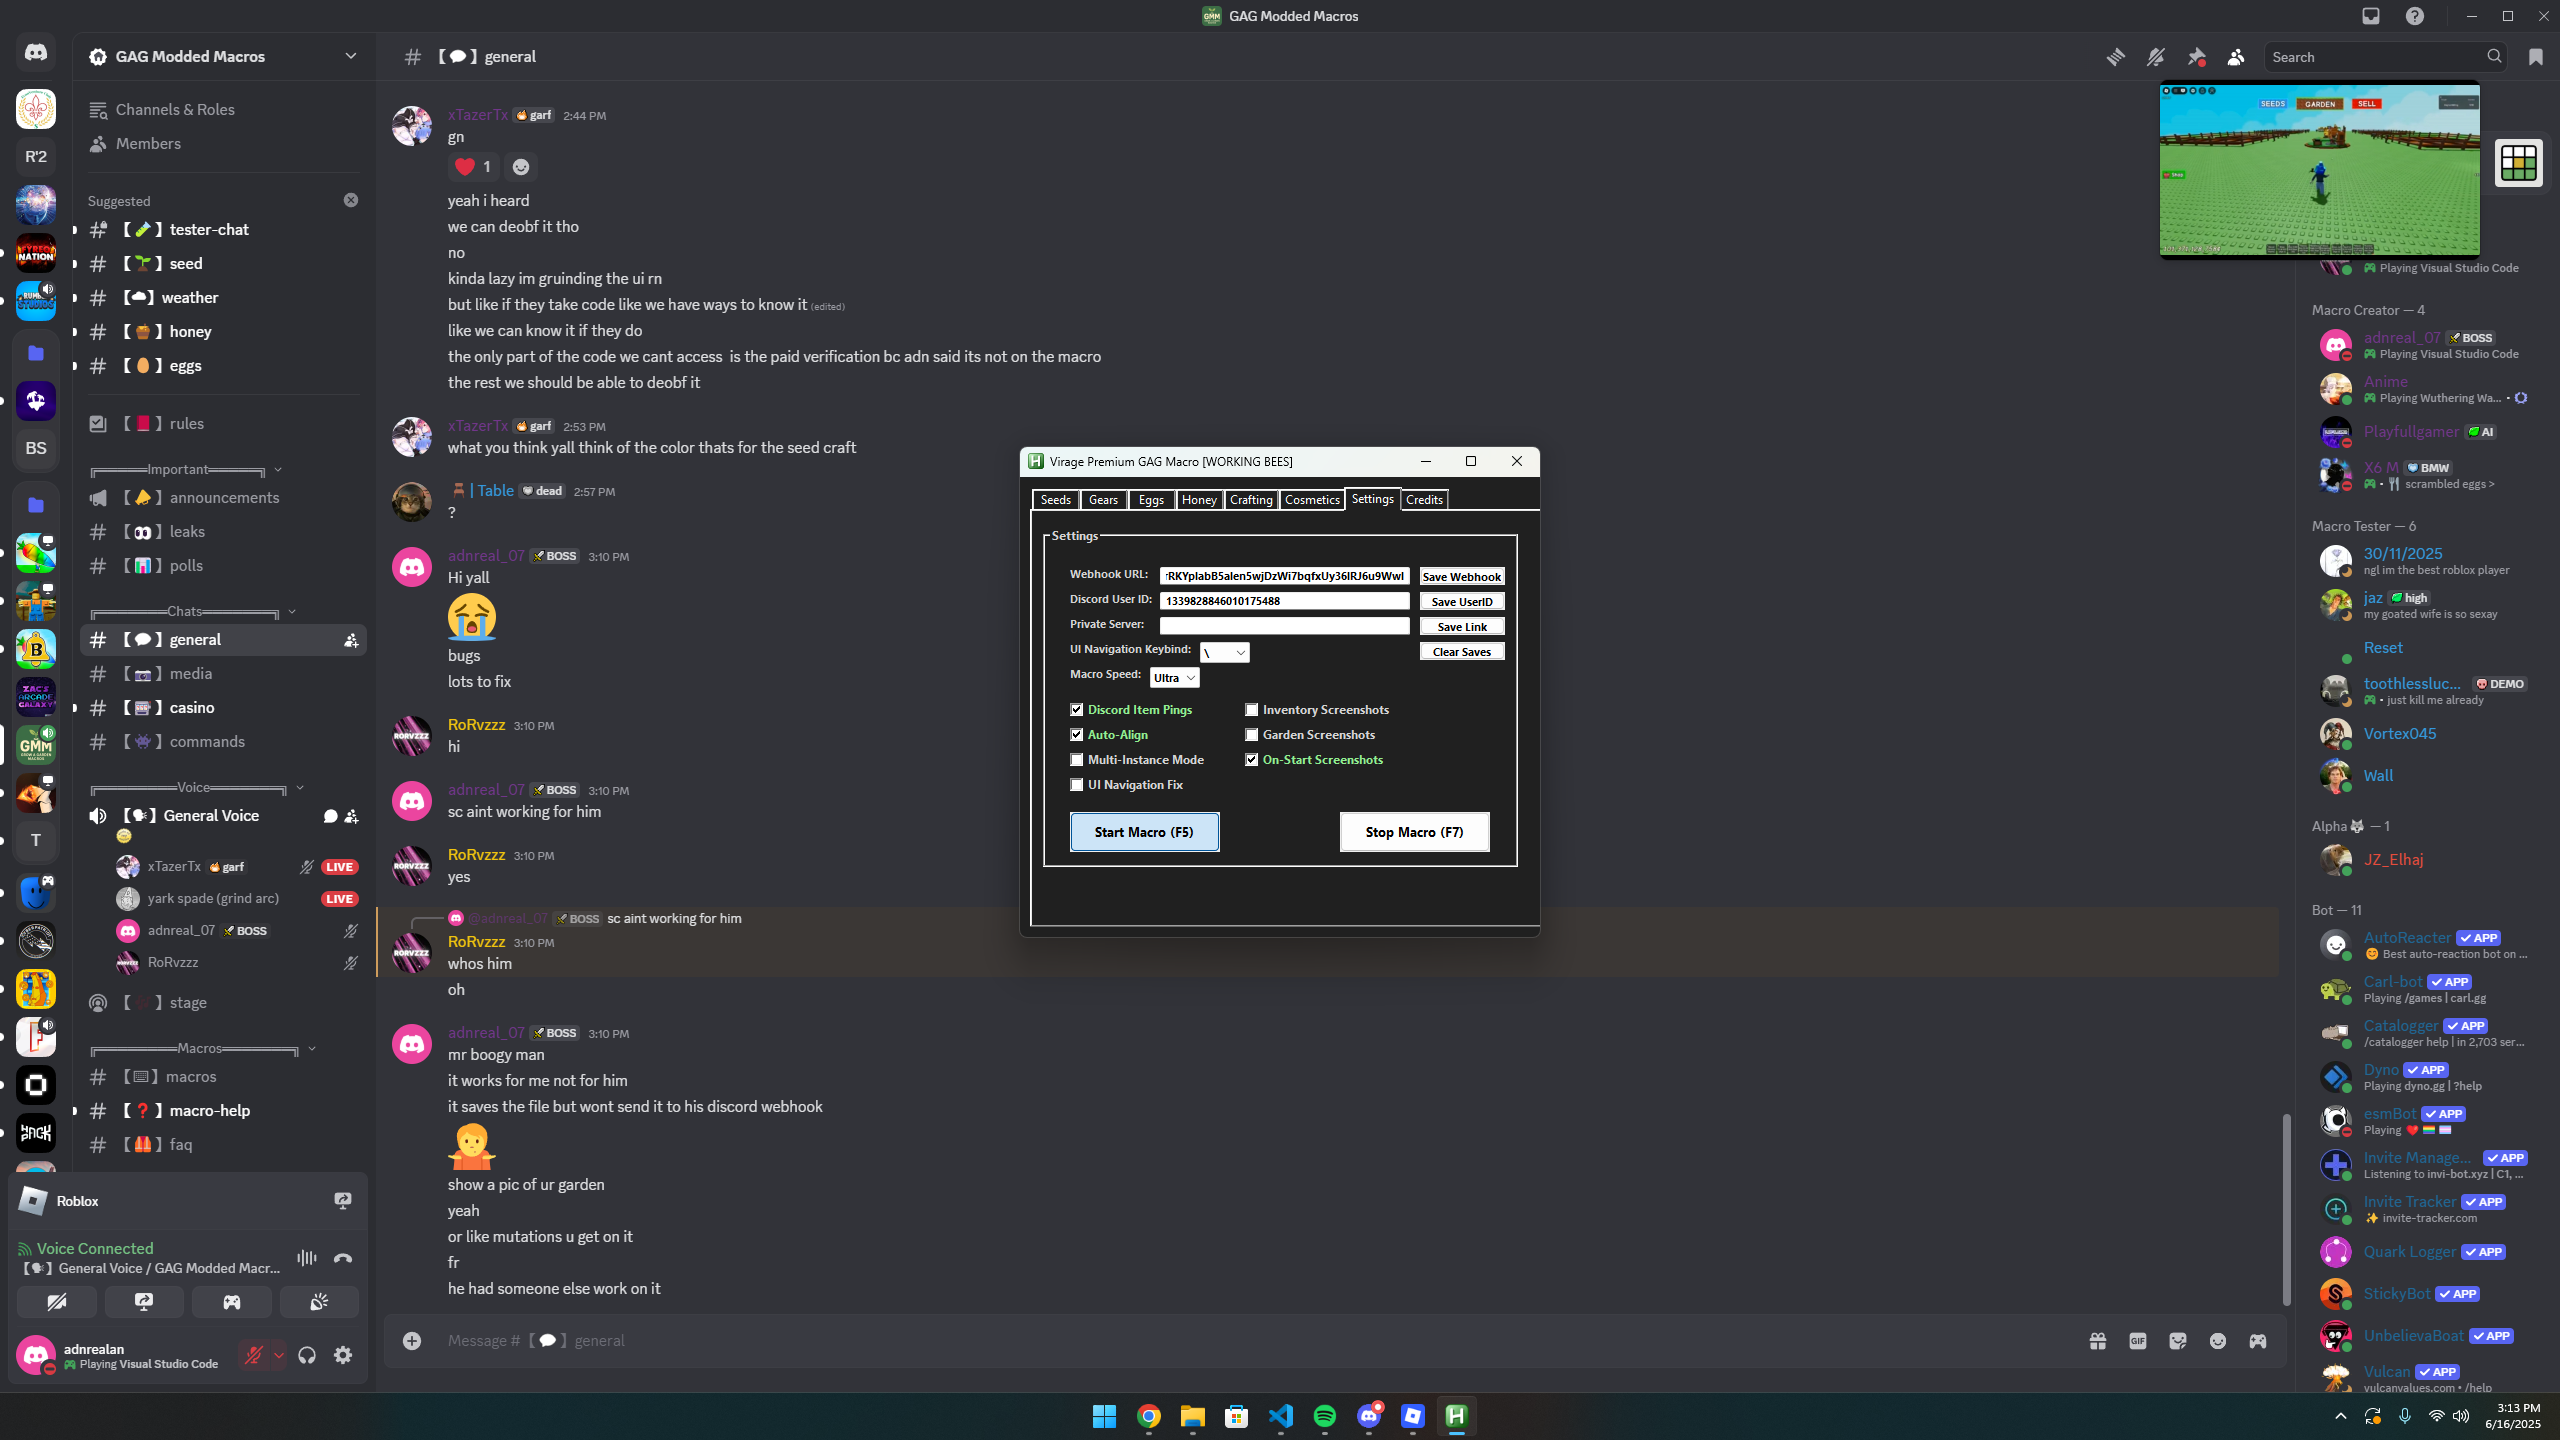 GAG Modded Macros
GAG Modded Macros
Channels & Roles
Members
Suggested
【🧪】tester-chat
【🌱】seed
【☁】weather
【🍯】honey
【🥚】eggs
【📕】rules
╔═════Important═════╗
【📣】announcements
【👀】leaks
【📊】polls
╔═══════Chats═══════╗
【💬】general
【📷】media
【🎰】casino
【👾】commands
╔═══════Voice═══════╗
【🗣】General Voice
xTazerTx garf LIVE
yark spade (grind arc) LIVE
adnreal_07 BOSS
RoRvzzz
stage
╔════════Macros════════╗
【⌨】macros
【❓】macro-help
【🦺】faq
Roblox
Voice Connected
【🗣】General Voice / GAG Modded Macr...
adnrealan
Playing Visual Studio Code
R'2
BS
T
GMM
【💬】general
Search
xTazerTx garf 2:44 PM
gn
❤ 1
yeah i heard
we can deobf it tho
no
kinda lazy im gruinding the ui rn
but like if they take code like we have ways to know it (edited)
like we can know it if they do
the only part of the code we cant access is the paid verification bc adn said its not on the macro
the rest we should be able to deobf it
xTazerTx garf 2:53 PM
what you think yall think of the color thats for the seed craft
| Table dead 2:57 PM
?
adnreal_07 BOSS 3:10 PM
Hi yall
😭
bugs
lots to fix
RoRvzzz 3:10 PM
hi
adnreal_07 BOSS 3:10 PM
sc aint working for him
RoRvzzz 3:10 PM
yes
@adnreal_07 BOSS sc aint working for him
RoRvzzz 3:10 PM
whos him
oh
adnreal_07 BOSS 3:10 PM
mr boogy man
it works for me not for him
it saves the file but wont send it to his discord webhook
🤷
show a pic of ur garden
yeah
or like mutations u get on it
fr
he had someone else work on it
Message #【💬】general
GIF
Virage Premium GAG Macro [WORKING BEES]
Seeds Gears Eggs Honey Crafting Cosmetics Settings Credits
Settings
Webhook URL: rRKYplabB5alen5wjDzWi7bqfxUy36IRJ6u9Wwl Save Webhook
Discord User ID: 1339828846010175488 Save UserID
Private Server: Save Link
UI Navigation Keybind: \ Clear Saves
Macro Speed: Ultra
Discord Item Pings Inventory Screenshots
Auto-Align Garden Screenshots
Multi-Instance Mode On-Start Screenshots
UI Navigation Fix
Start Macro (F5) Stop Macro (F7)
SEEDS GARDEN SELL
Shop
Playing Visual Studio Code
Macro Creator — 4
adnreal_07 BOSS
Playing Visual Studio Code
Anime
Playing Wuthering Wa...
Playfullgamer AI
X6 M BMW
scrambled eggs >
Macro Tester — 6
30/11/2025
ngl im the best roblox player
jaz high
my goated wife is so sexay
Reset
toothlessluc... DEMO
just kill me already
Vortex045
Wall
Alpha🐺 — 1
JZ_Elhaj
Bot — 11
AutoReacter APP
Best auto-reaction bot on ...
Carl-bot APP
Playing /games | carl.gg
Catalogger APP
/catalogger help | in 2,703 ser...
Dyno APP
Playing dyno.gg | ?help
esmBot APP
Playing
Invite Manage... APP
Listening to invi-bot.xyz | C1, ...
Invite Tracker APP
invite-tracker.com
Quark Logger APP
StickyBot APP
UnbelievaBoat APP
Vulcan APP
vulcanvalues.com • /help
3:13 PM
6/16/2025